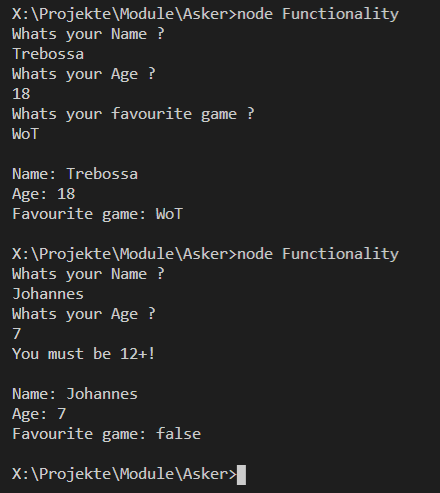 X:\Projekte\Module\Asker>node Functionality
Whats your Name ?
Trebossa
Whats your Age ?
18
Whats your favourite game ?
WoT
Name: Trebossa
Age: 18
Favourite game: WoT
X:\Projekte\Module\Asker>node Functionality
Whats your Name ?
Johannes
Whats your Age ?
7
You must be 12+!
Name: Johannes
Age: 7
Favourite game: false
X:\Projekte\Module\Asker>